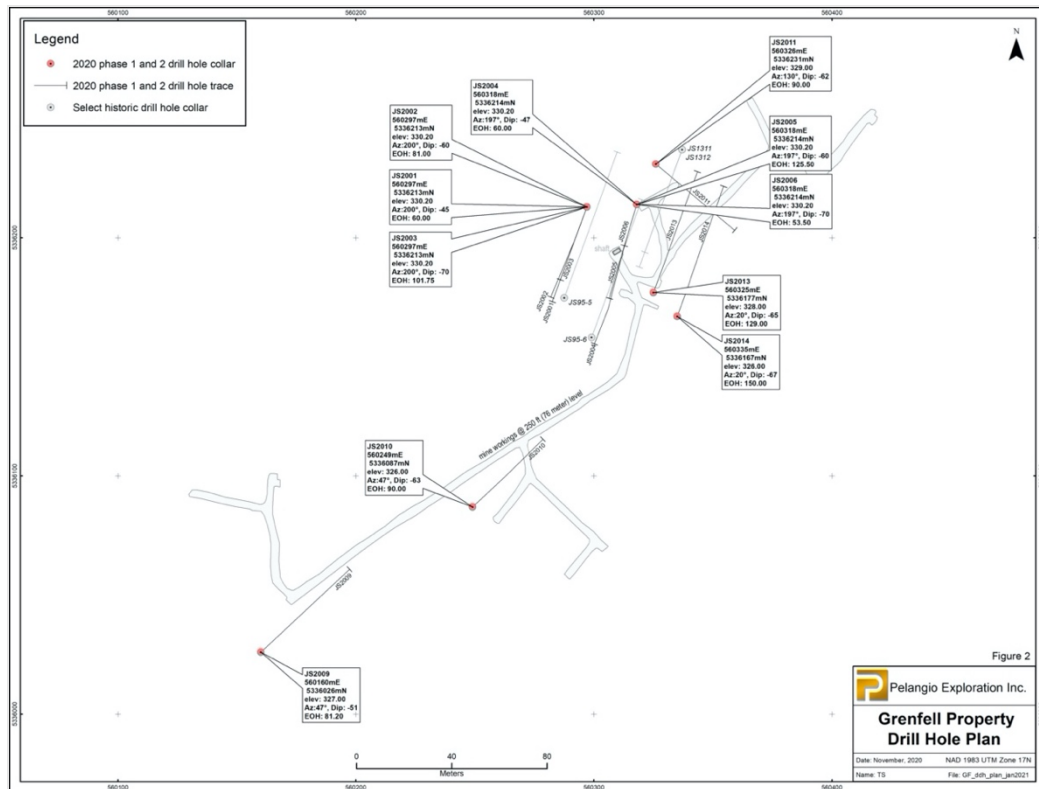 560100
560200
560300
560400
Legend
2020 phase 1 and 2 drill hole collar
2020 phase 1 and 2 drill hole trace
Select historic drill hole collar
N
JS2011
560326mE
5336231mN
elev: 329.00
Az:130°, Dip: -62
EOH: 90.00
JS2004
560318mE
5336214mN
elev: 330.20
Az:197°, Dip: -47
EOH: 60.00
JS2002
560297mE
5336213mN
elev: 330.20
Az:200°, Dip: -60
EOH: 81.00
JS2005
560318mE
5336214mN
elev: 330.20
Az:197°, Dip: -60
EOH: 125.50
JS1311
JS1312
JS2001
560297mE
5336213mN
elev: 330.20
Az:200°, Dip: -45
EOH: 60.00
JS2006
560318mE
5336214mN
elev: 330.20
Az:197°, Dip: -70
EOH: 53.50
JS2011
JS2003
560297mE
5336213mN
elev: 330.20
Az:200°, Dip: -70
EOH: 101.75
5336200
5336200
JS2006
JS2013
JS2014
shaft
JS2003
JS2005
JS2002
JS2001
JS95-5
JS2013
560325mE
5336177mN
elev: 328.00
Az:20°, Dip: -65
EOH: 129.00
JS95-6
JS2004
JS2014
560335mE
5336167mN
elev: 326.00
Az:20°, Dip: -67
EOH: 150.00
mine workings @ 250 ft (76 meter) level
JS2010
560249mE
5336087mN
elev: 326.00
Az:47°, Dip: -63
EOH: 90.00
JS2010
5336100
5336100
JS2009
JS2009
560160mE
5336026mN
elev: 327.00
Az:47°, Dip: -51
EOH: 81.20
5336000
5336000
Figure 2
Pelangio Exploration Inc.
Grenfell Property
Drill Hole Plan
Date: November, 2020 NAD 1983 UTM Zone 17N
Name: TS File: GF_ddh_plan_jan2021
0 40 80
Meters
560100
560200
560300
560400